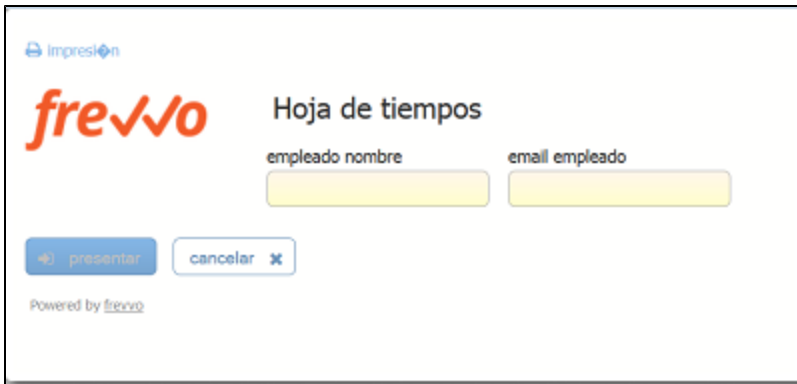 impresi�n
frevvo
Hoja de tiempos
empleado nombre email empleado
presentar cancelar
Powered by frevvo